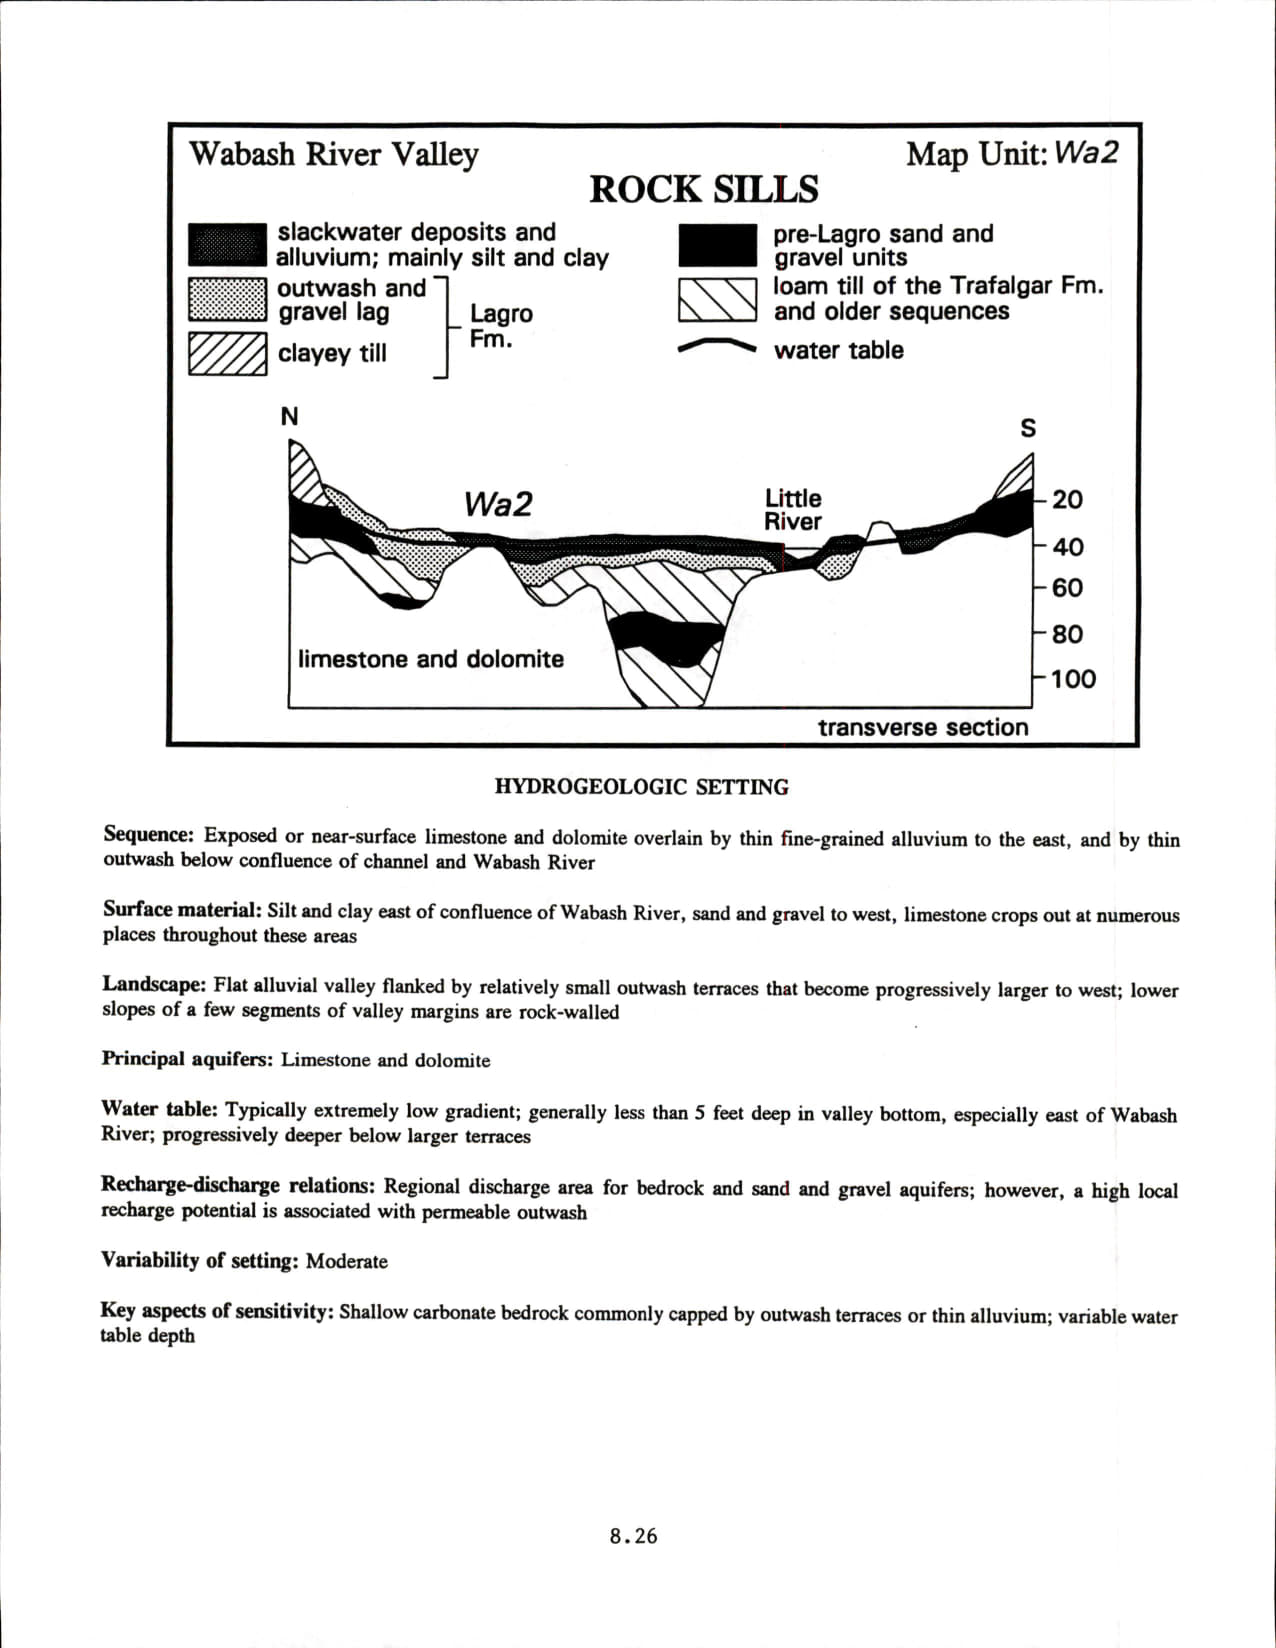 Wabash River Valley
Map Unit: Wa2
ROCK SILLS
slackwater deposits and
alluvium; mainly silt and clay
outwash and
gravel lag
clayey till
Lagro
Fm.
pre-Lagro sand and
gravel units
loam till of the Trafalgar Fm.
and older sequences
water table
N
S
Wa2
Little
River
20
40
60
80
100
limestone and dolomite
transverse section
HYDROGEOLOGIC SETTING
Sequence: Exposed or near-surface limestone and dolomite overlain by thin fine-grained alluvium to the east, and by thin
outwash below confluence of channel and Wabash River
Surface material: Silt and clay east of confluence of Wabash River, sand and gravel to west, limestone crops out at numerous
places throughout these areas
Landscape: Flat alluvial valley flanked by relatively small outwash terraces that become progressively larger to west; lower
slopes of a few segments of valley margins are rock-walled
Principal aquifers: Limestone and dolomite
Water table: Typically extremely low gradient; generally less than 5 feet deep in valley bottom, especially east of Wabash
River; progressively deeper below larger terraces
Recharge-discharge relations: Regional discharge area for bedrock and sand and gravel aquifers; however, a high local
recharge potential is associated with permeable outwash
Variability of setting: Moderate
Key aspects of sensitivity: Shallow carbonate bedrock commonly capped by outwash terraces or thin alluvium; variable water
table depth
8.26